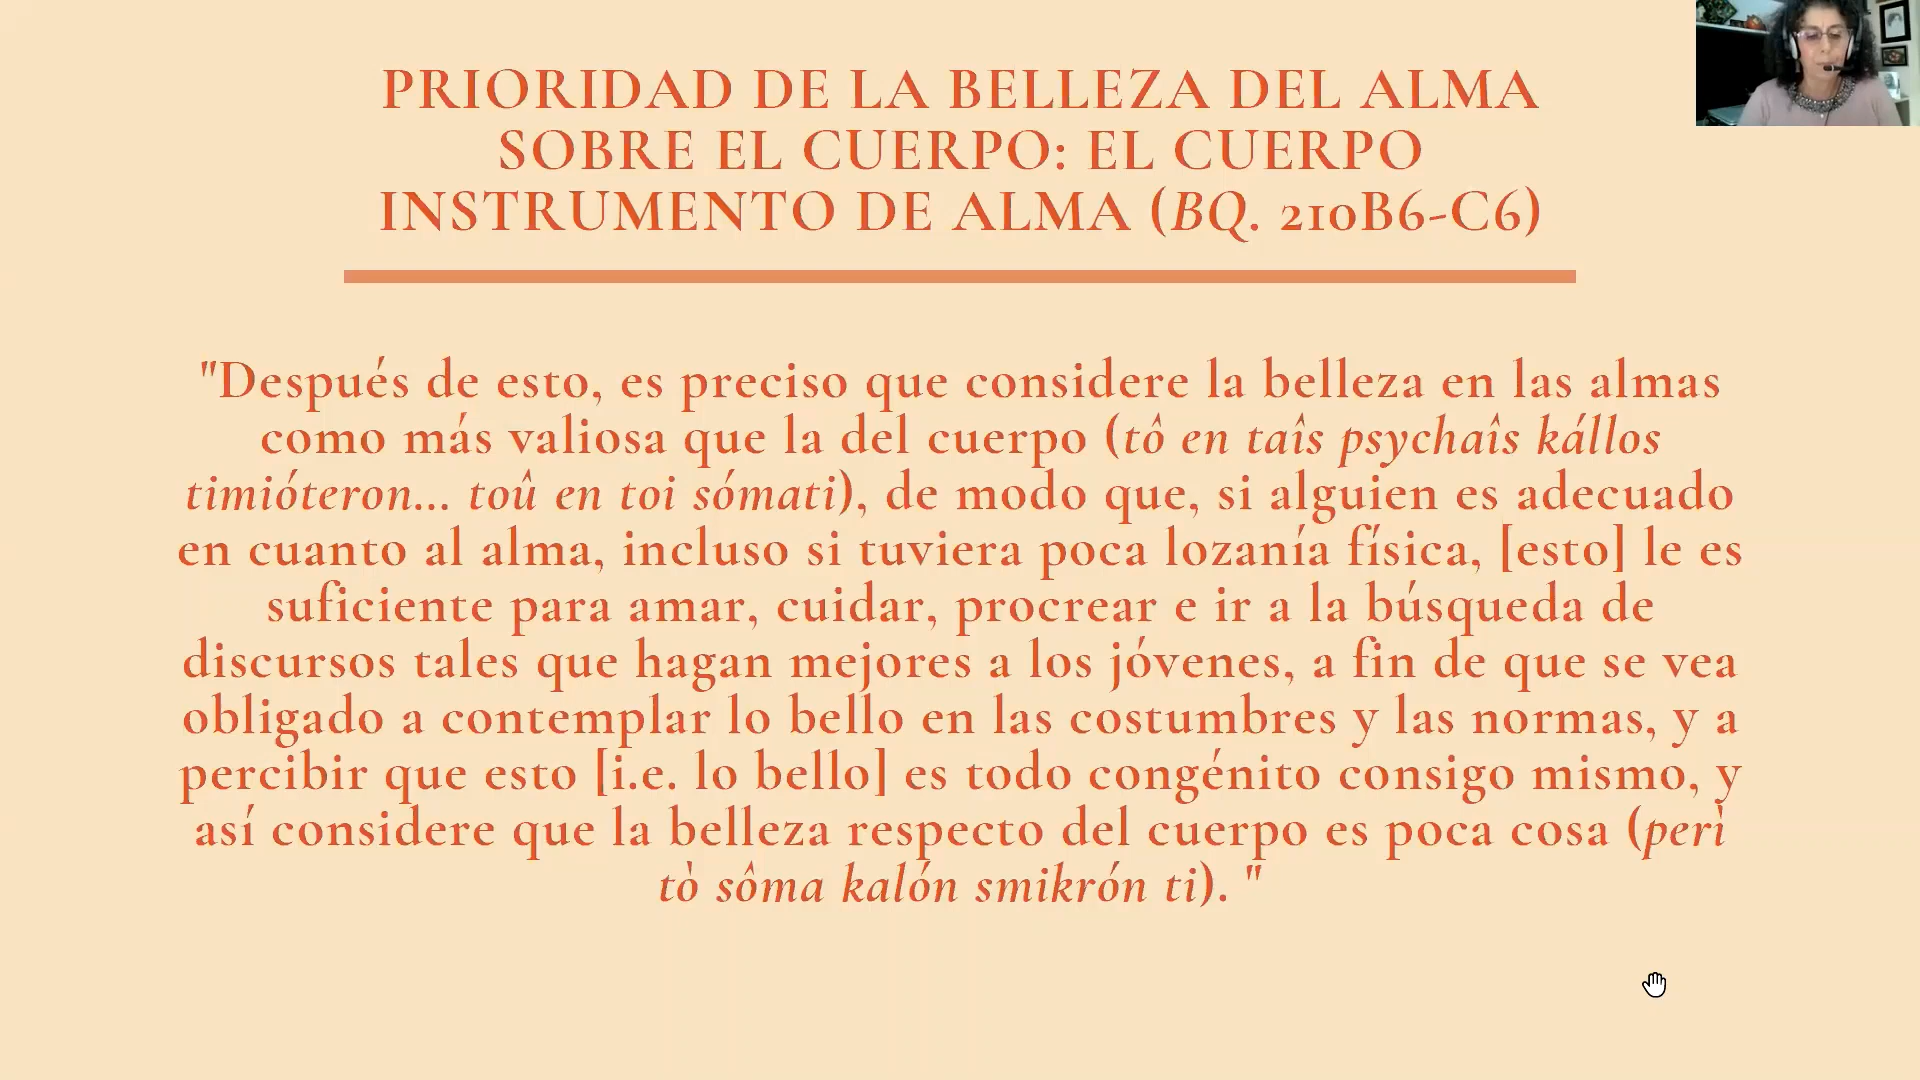 PRIORIDAD DE LA BELLEZA DEL ALMA
SOBRE EL CUERPO: EL CUERPO
INSTRUMENTO DE ALMA (BQ. 210B6-C6)
"Después de esto, es preciso que considere la belleza en las almas
como más valiosa que la del cuerpo (tô en taîs psychaîs kállos
timióteron... toû en toi sómati), de modo que, si alguien es adecuado
en cuanto al alma, incluso si tuviera poca lozanía física, [esto] le es
suficiente para amar, cuidar, procrear e ir a la búsqueda de
discursos tales que hagan mejores a los jóvenes, a fin de que se vea
obligado a contemplar lo bello en las costumbres y las normas, y a
percibir que esto [i.e. lo bello] es todo congénito consigo mismo, y
así considere que la belleza respecto del cuerpo es poca cosa (perì
tò sôma kalón smikrón ti). "